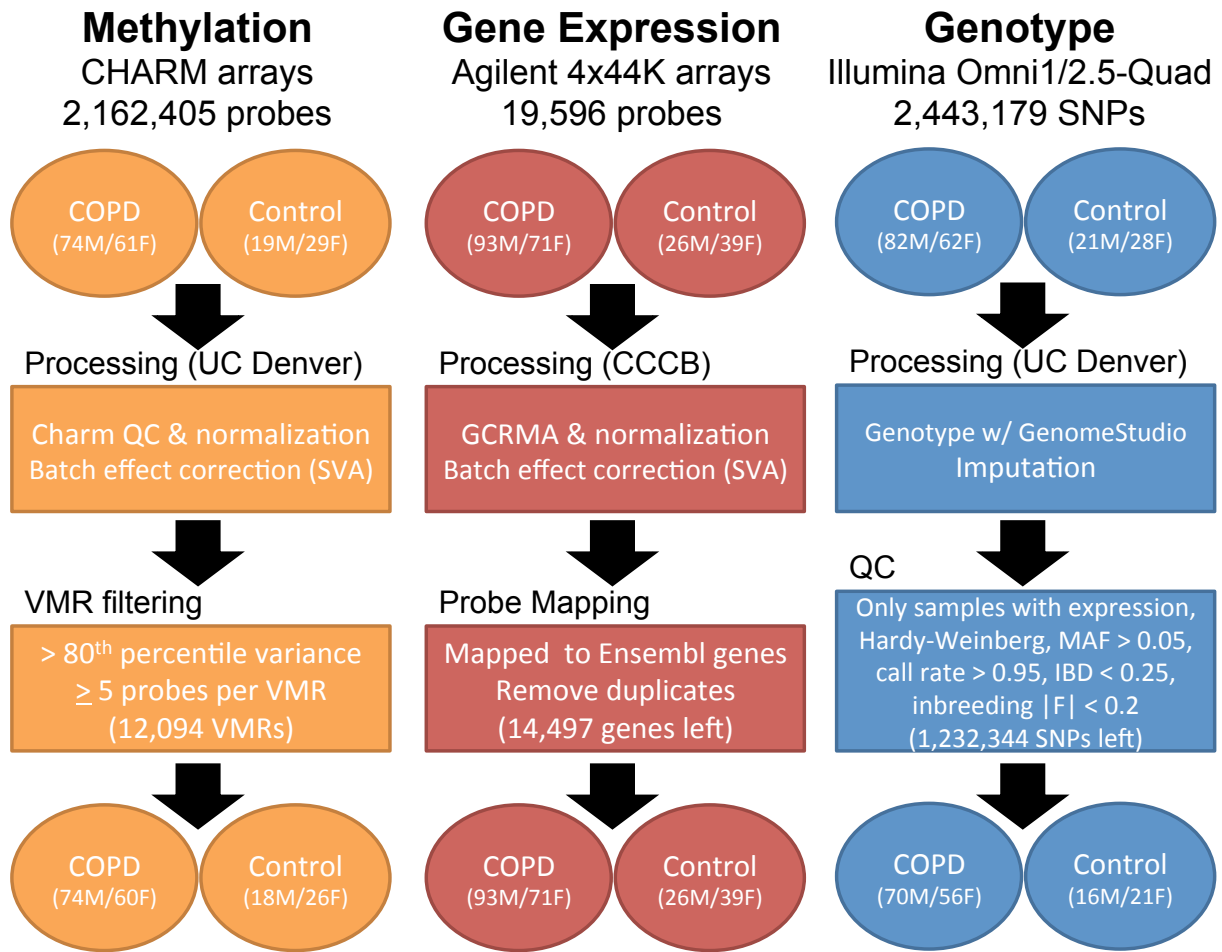 Methylation
CHARM arrays
2,162,405 probes
COPD
(74M/61F)
Control
(19M/29F)
Processing (UC Denver)
Charm QC & normalization
Batch effect correction (SVA)
VMR filtering
> 80th percentile variance
≥ 5 probes per VMR
(12,094 VMRs)
COPD
(74M/60F)
Control
(18M/26F)
Gene Expression
Agilent 4x44K arrays
19,596 probes
COPD
(93M/71F)
Control
(26M/39F)
Processing (CCCB)
GCRMA & normalization
Batch effect correction (SVA)
Probe Mapping
Mapped to Ensembl genes
Remove duplicates
(14,497 genes left)
COPD
(93M/71F)
Control
(26M/39F)
Genotype
Illumina Omni1/2.5-Quad
2,443,179 SNPs
COPD
(82M/62F)
Control
(21M/28F)
Processing (UC Denver)
Genotype w/ GenomeStudio
Imputation
QC
Only samples with expression,
Hardy-Weinberg, MAF > 0.05,
call rate > 0.95, IBD < 0.25,
inbreeding |F| < 0.2
(1,232,344 SNPs left)
COPD
(70M/56F)
Control
(16M/21F)